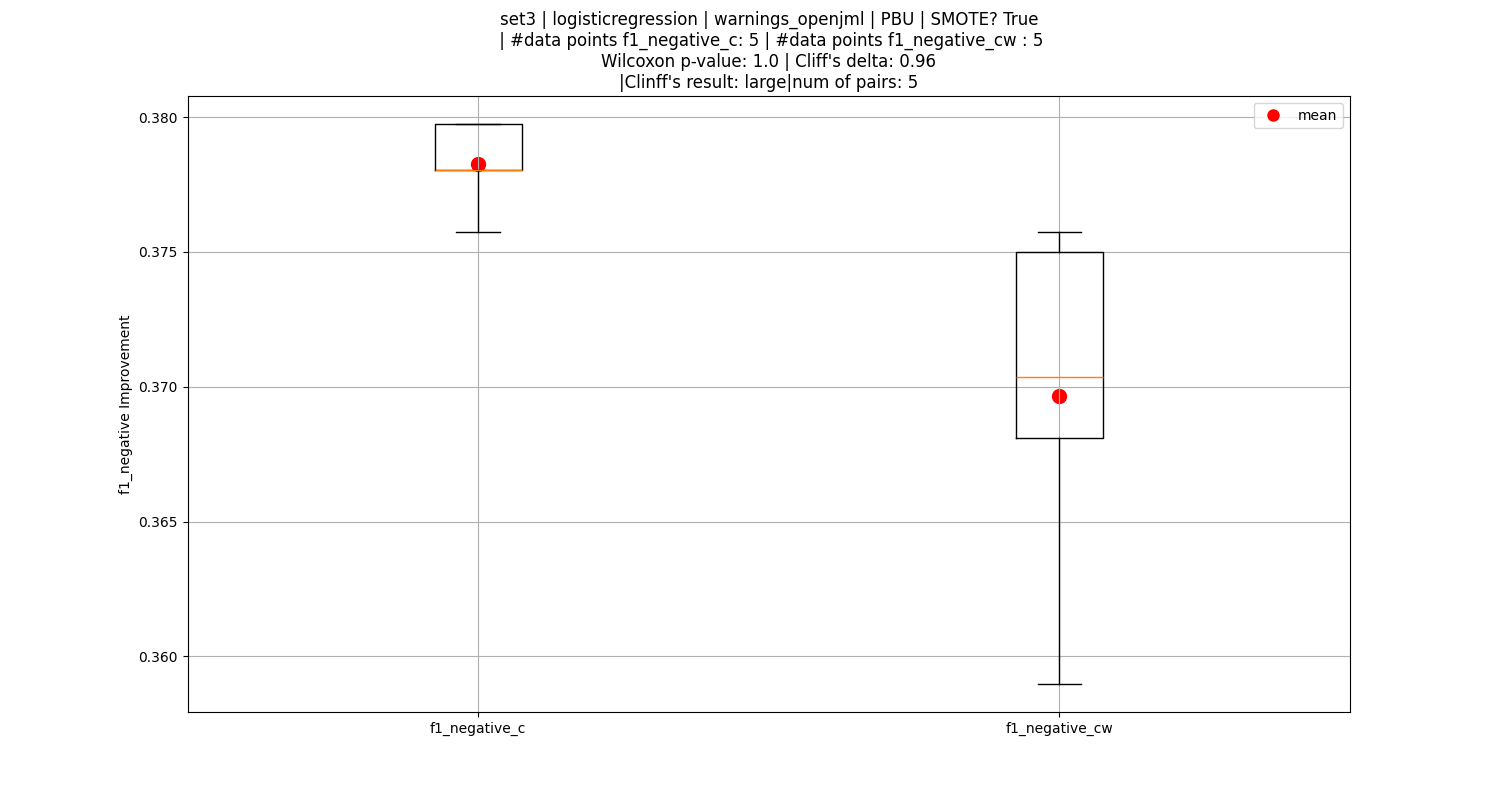 set3 | logisticregression | warnings_openjml | PBU | SMOTE? True
| #data points f1_negative_c: 5 | #data points f1_negative_cw : 5
Wilcoxon p-value: 1.0 | Cliff's delta: 0.96
|Clinff's result: large|num of pairs: 5
mean
f1_negative Improvement
0.380
0.375
0.370
0.365
0.360
f1_negative_c
f1_negative_cw